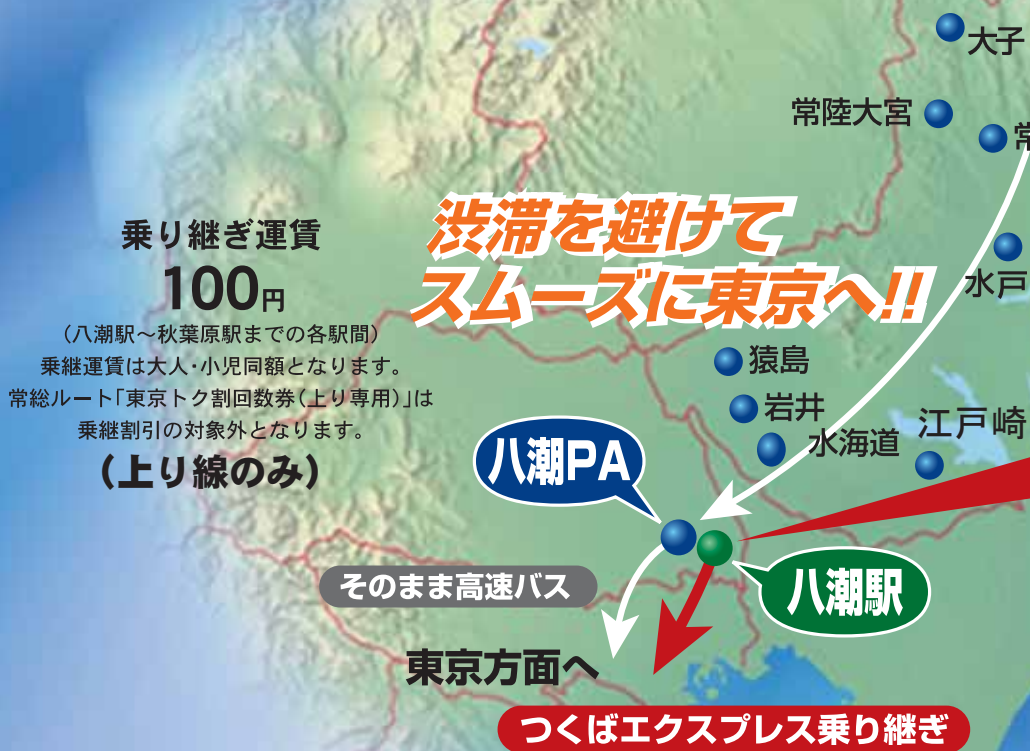 大子
常陸大宮
常
水戸
渋滞を避けて
スムーズに東京へ!!
乗り継ぎ運賃
100円
(八潮駅～秋葉原駅までの各駅間)
乗継運賃は大人・小児同額となります。
常総ルート「東京トク割回数券(上り専用)」は
乗継割引の対象外となります。
(上り線のみ)
猿島
岩井
水海道
江戸崎
八潮PA
八潮駅
そのまま高速バス
東京方面へ
つくばエクスプレス乗り継ぎ